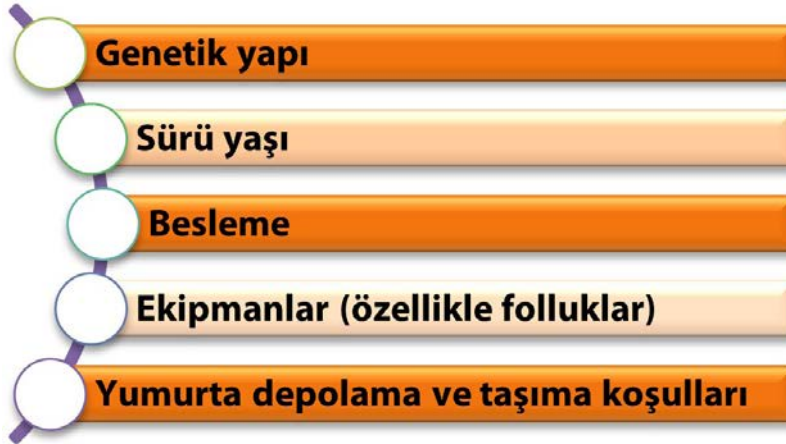 Genetik yapı
Sürü yaşı
Besleme
Ekipmanlar (özellikle folluklar)
Yumurta depolama ve taşıma koşulları